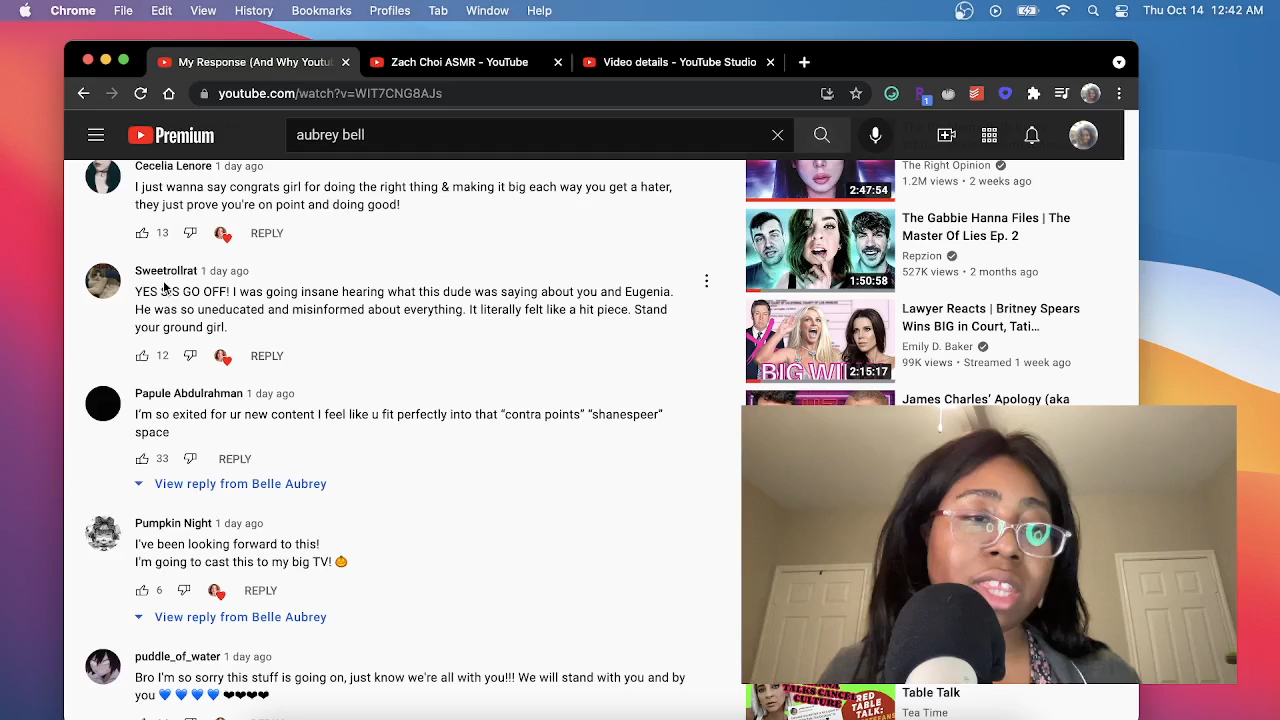 Chrome File Edit View History Bookmarks Profiles Tab Window Help Thu Oct 14 12:42 AM
My Response (And Why Youtu
Zach Choi ASMR - YouTube
Video details - YouTube Studio
youtube.com/watch?v=WIT7CNG8AJs
1
Premium
aubrey bell
Cecelia Lenore 1 day ago
I just wanna say congrats girl for doing the right thing & making it big each way you get a hater,
they just prove you're on point and doing good!
13 REPLY
Sweetrollrat 1 day ago
YES OFF! I was going insane hearing what this dude was saying about you and Eugenia.
He was so uneducated and misinformed about everything. It literally felt like a hit piece. Stand
your ground girl.
12 REPLY
Papule Abdulrahman 1 day ago
I'm so exited for ur new content I feel like u fit perfectly into that “contra points” “shanespeer”
space
33 REPLY
View reply from Belle Aubrey
Pumpkin Night 1 day ago
I've been looking forward to this!
I'm going to cast this to my big TV! 🎃
6 REPLY
View reply from Belle Aubrey
puddle_of_water 1 day ago
Bro I'm so sorry this stuff is going on, just know we're all with you!!! We will stand with you and by
you 💙 💙 💙 💙 ❤❤❤❤
2:47:54
The Right Opinion
1.2M views • 2 weeks ago
1:50:58
The Gabbie Hanna Files | The
Master Of Lies Ep. 2
Repzion
527K views • 2 months ago
BIG WI
2:15:17
Lawyer Reacts | Britney Spears
Wins BIG in Court, Tati...
Emily D. Baker
99K views • Streamed 1 week ago
James Charles' Apology (aka
TALKS CANCEL
CULTURE
RED
TABLE
TALK:
Table Talk
Tea Time